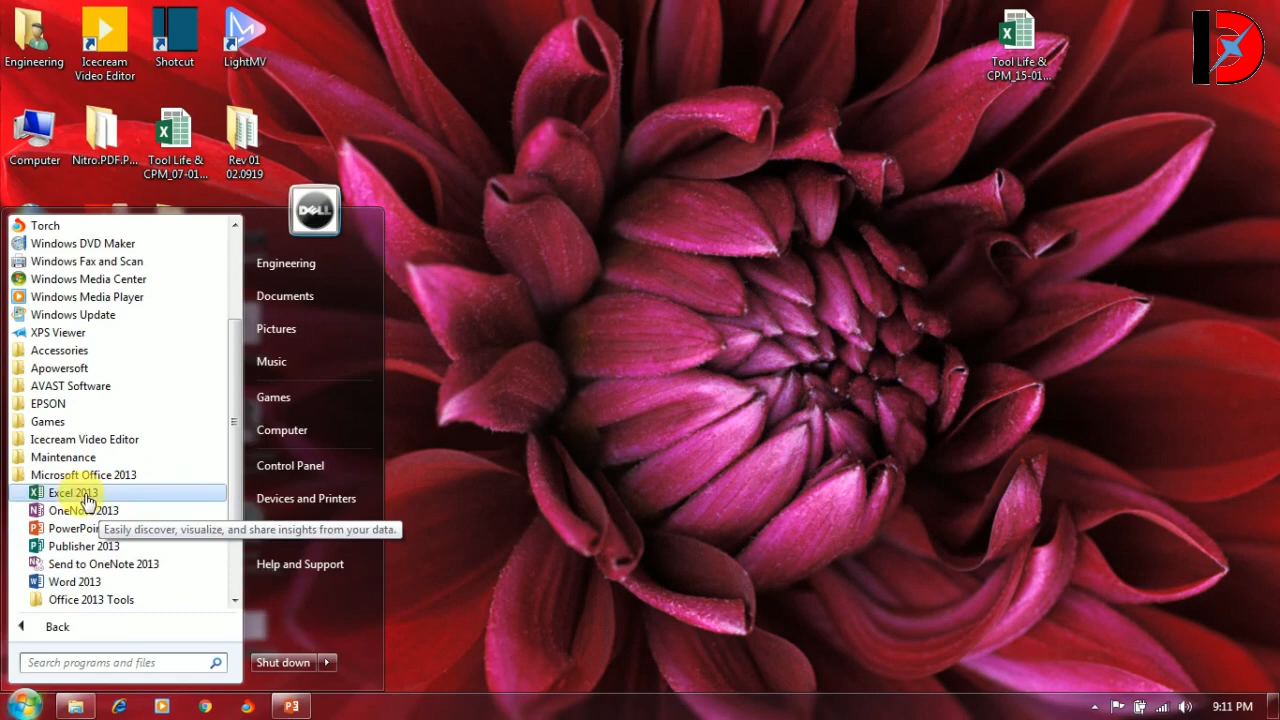 Engineering
Icecream
Video Editor
Shotcut
LightMV
Tool Life &
CPM_15-01...
Computer
Nitro.PDF.P...
Tool Life &
CPM_07-01...
Rev 01
02.0919
DELL
Torch
Windows DVD Maker
Windows Fax and Scan
Windows Media Center
Windows Media Player
Windows Update
XPS Viewer
Accessories
Apowersoft
AVAST Software
EPSON
Games
Icecream Video Editor
Maintenance
Microsoft Office 2013
Excel 2013
OneNote 2013
Easily discover, visualize, and share insights from your data.
Publisher 2013
Send to OneNote 2013
Word 2013
Office 2013 Tools
Back
Search programs and files
Engineering
Documents
Pictures
Music
Games
Computer
Control Panel
Devices and Printers
Help and Support
Shut down
9:11 PM